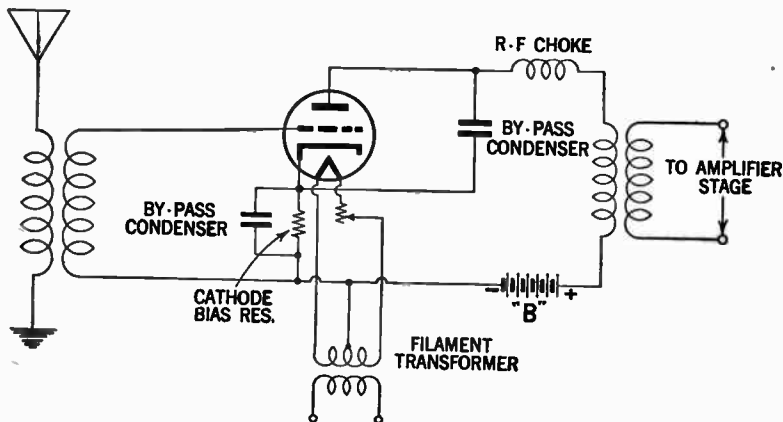 R-F CHOKE
BY-PASS
CONDENSER
TO AMPLIFIER
STAGE
BY-PASS
CONDENSER
CATHODE
BIAS RES.
- "B" +
FILAMENT
TRANSFORMER